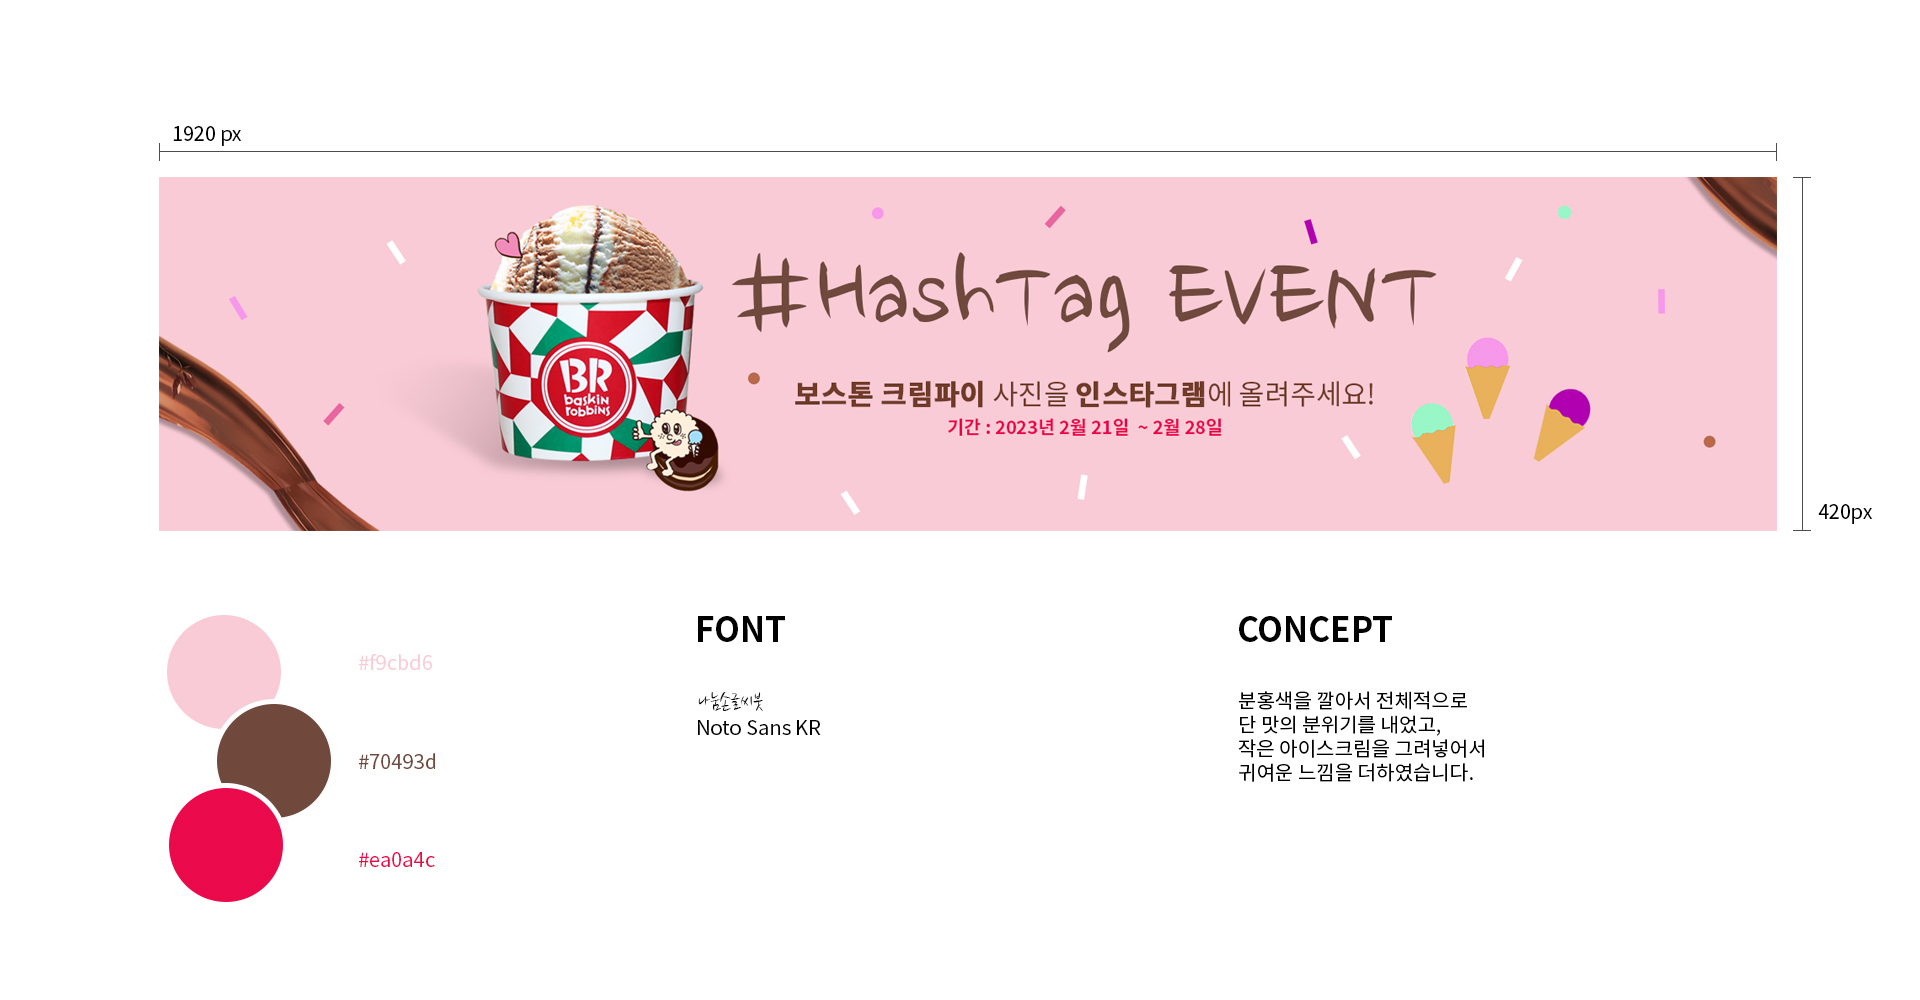 1920 px
#HashTag EVENT
BR
baskin
robbins
보스톤 크림파이 사진을 인스타그램에 올려주세요!
기간 : 2023년 2월 21일 ~ 2월 28일
420px
#f9cbd6
#70493d
#ea0a4c
FONT
나눔손글씨붓
Noto Sans KR
CONCEPT
분홍색을 깔아서 전체적으로
단 맛의 분위기를 내었고,
작은 아이스크림을 그려넣어서
귀여운 느낌을 더하였습니다.